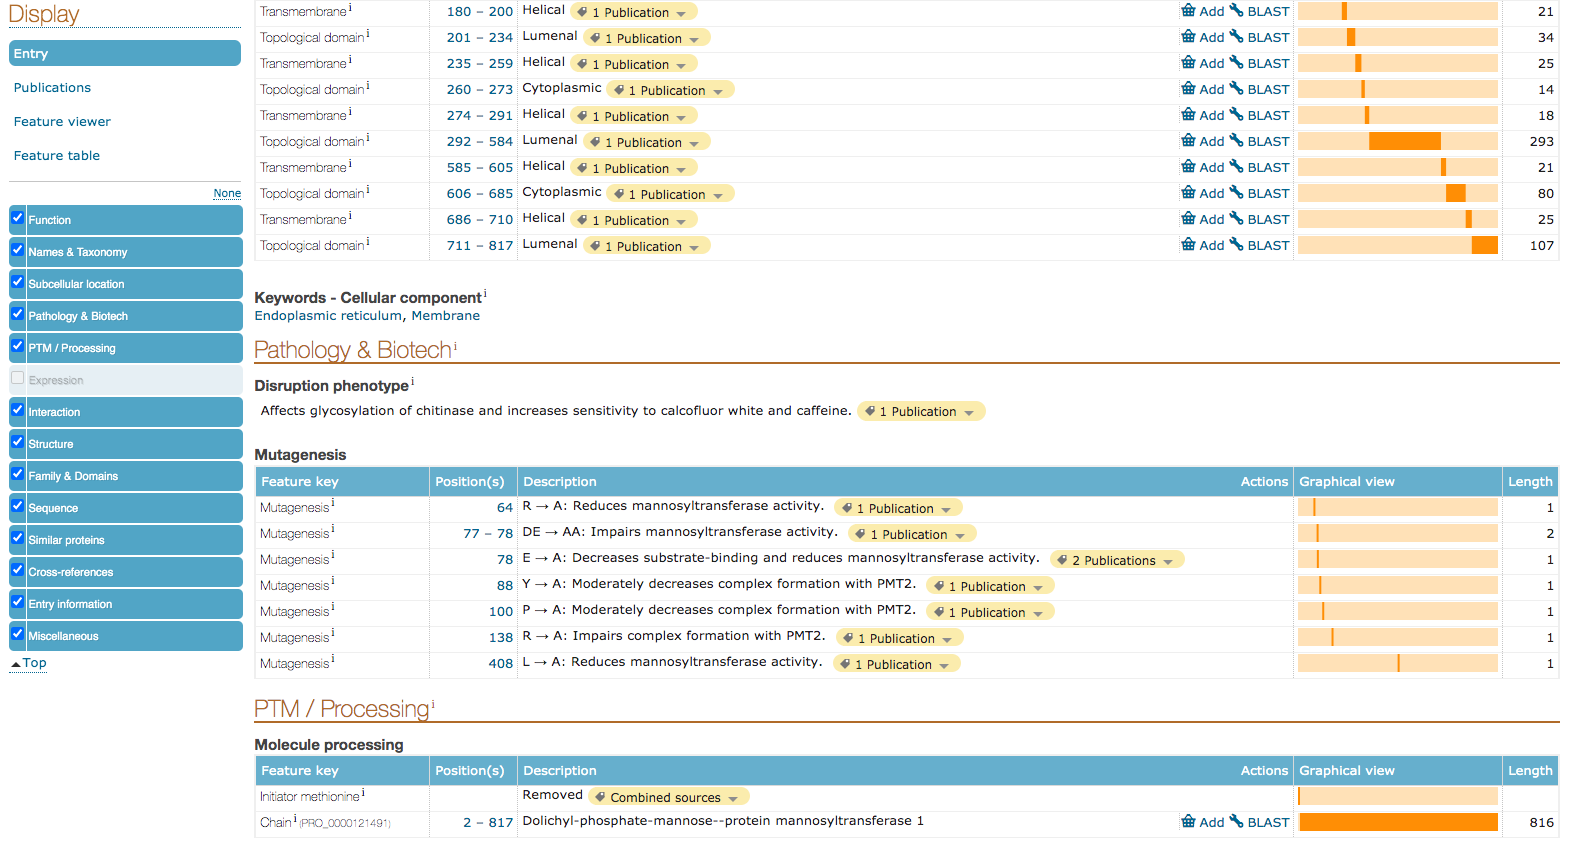 Display
Entry
Publications
Feature viewer
Feature table
None
Function
Names & Taxonomy
Subcellular location
Pathology & Biotech
PTM / Processing
Expression
Interaction
Structure
Family & Domains
Sequence
Similar proteins
Cross-references
Entry information
Miscellaneous
Top
Transmembrane i 180 – 200 Helical 1 Publication Add BLAST 21
Topological domain i 201 – 234 Lumenal 1 Publication Add BLAST 34
Transmembrane i 235 – 259 Helical 1 Publication Add BLAST 25
Topological domain i 260 – 273 Cytoplasmic 1 Publication Add BLAST 14
Transmembrane i 274 – 291 Helical 1 Publication Add BLAST 18
Topological domain i 292 – 584 Lumenal 1 Publication Add BLAST 293
Transmembrane i 585 – 605 Helical 1 Publication Add BLAST 21
Topological domain i 606 – 685 Cytoplasmic 1 Publication Add BLAST 80
Transmembrane i 686 – 710 Helical 1 Publication Add BLAST 25
Topological domain i 711 – 817 Lumenal 1 Publication Add BLAST 107
Keywords - Cellular component i
Endoplasmic reticulum, Membrane
Pathology & Biotech i
Disruption phenotype i
Affects glycosylation of chitinase and increases sensitivity to calcofluor white and caffeine. 1 Publication
Mutagenesis
Feature key Position(s) Description Actions Graphical view Length
Mutagenesis i 64 R → A: Reduces mannosyltransferase activity. 1 Publication 1
Mutagenesis i 77 – 78 DE → AA: Impairs mannosyltransferase activity. 1 Publication 2
Mutagenesis i 78 E → A: Decreases substrate-binding and reduces mannosyltransferase activity. 2 Publications 1
Mutagenesis i 88 Y → A: Moderately decreases complex formation with PMT2. 1 Publication 1
Mutagenesis i 100 P → A: Moderately decreases complex formation with PMT2. 1 Publication 1
Mutagenesis i 138 R → A: Impairs complex formation with PMT2. 1 Publication 1
Mutagenesis i 408 L → A: Reduces mannosyltransferase activity. 1 Publication 1
PTM / Processing i
Molecule processing
Feature key Position(s) Description Actions Graphical view Length
Initiator methionine i Removed Combined sources
Chain i (PRO_0000121491) 2 – 817 Dolichyl-phosphate-mannose--protein mannosyltransferase 1 Add BLAST 816